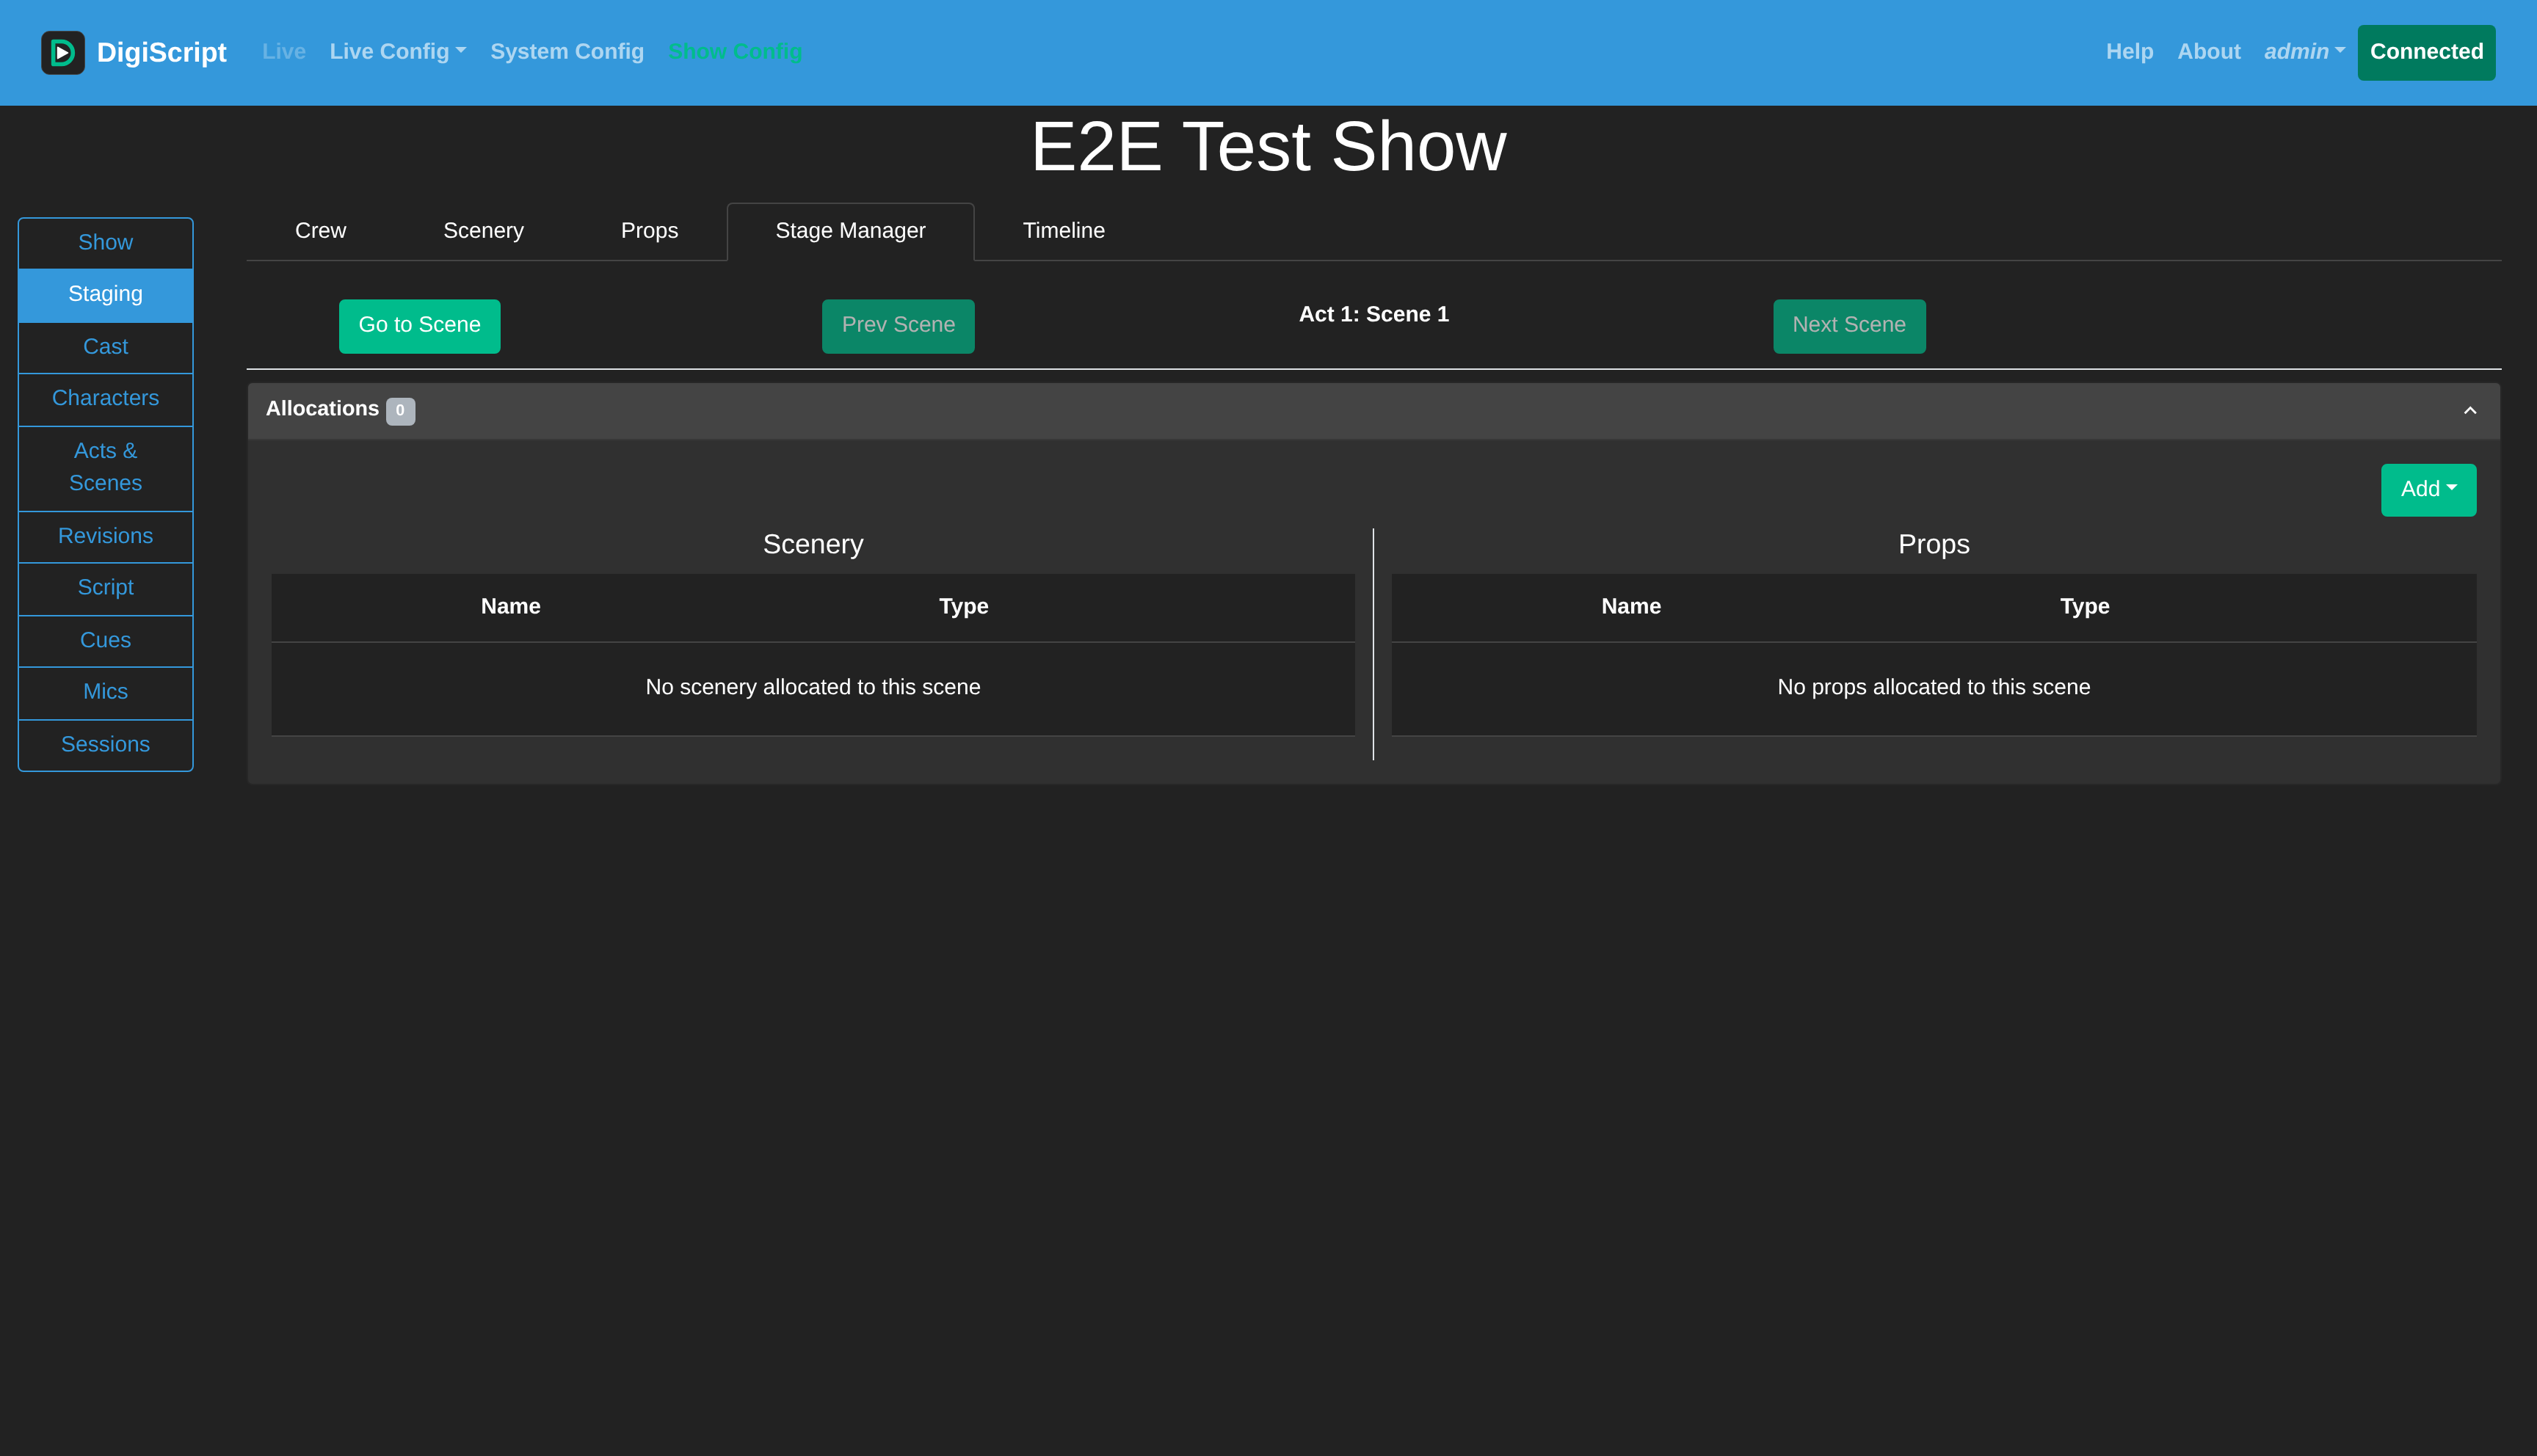 DigiScript Live Live Config System Config Show Config Help About admin Connected
E2E Test Show
Show
Staging
Cast
Characters
Acts &
Scenes
Revisions
Script
Cues
Mics
Sessions
Crew Scenery Props Stage Manager Timeline
Go to Scene Prev Scene Act 1: Scene 1 Next Scene
Allocations 0
Add
Scenery
Name Type
No scenery allocated to this scene
Props
Name Type
No props allocated to this scene